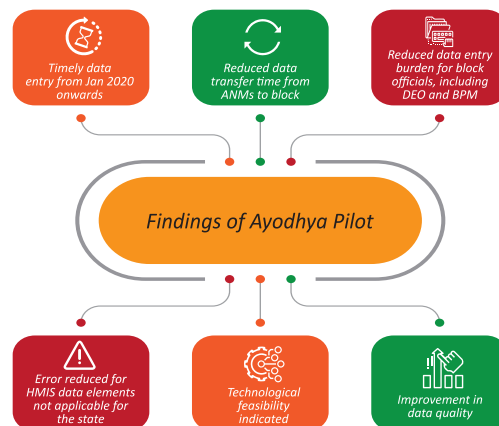 Timely data
entry from Jan 2020
onwards
Reduced data
transfer time from
ANMs to block
Reduced data entry
burden for block
officials, including
DEO and BPM
Findings of Ayodhya Pilot
Error reduced for
HMIS data elements
not applicable for
the state
Technological
feasibility
indicated
Improvement in
data quality